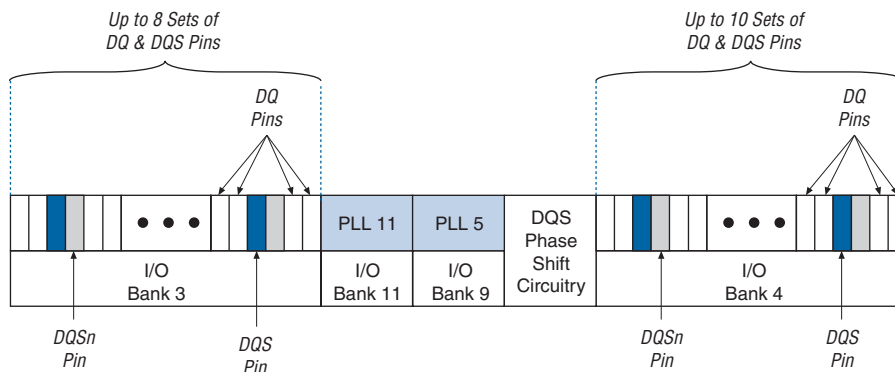 Up to 8 Sets of
DQ & DQS Pins
Up to 10 Sets of
DQ & DQS Pins
DQ
Pins
DQ
Pins
PLL 11
PLL 5
DQS
Phase
Shift
Circuitry
I/O
Bank 3
I/O
Bank 11
I/O
Bank 9
I/O
Bank 4
DQSn
Pin
DQS
Pin
DQSn
Pin
DQS
Pin